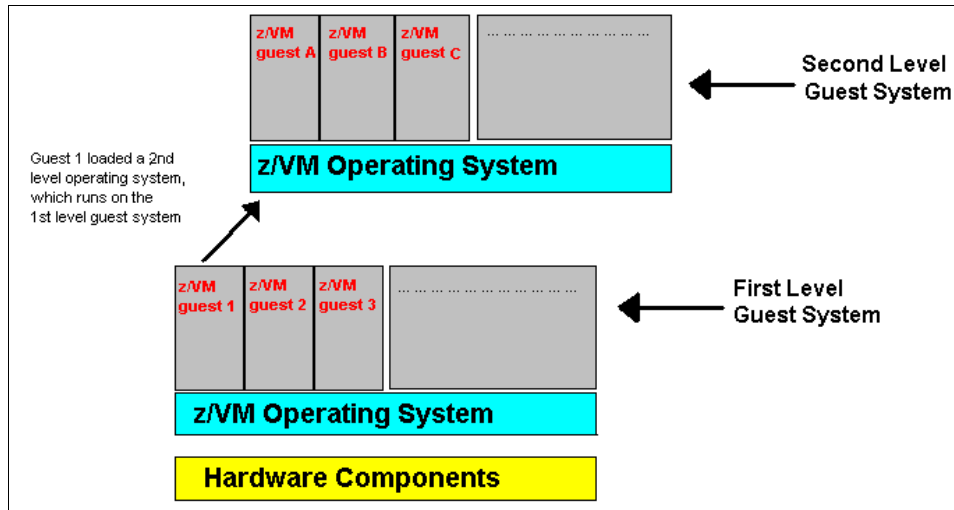 z/VM guest A
z/VM guest B
z/VM guest C
... ... ... ... ... ... ... ... ... ...
Second Level
Guest System
z/VM Operating System
Guest 1 loaded a 2nd
level operating system,
which runs on the
1st level guest system
z/VM guest 1
z/VM guest 2
z/VM guest 3
... ... ... ... ... ... ... ... ... ... ...
First Level
Guest System
z/VM Operating System
Hardware Components